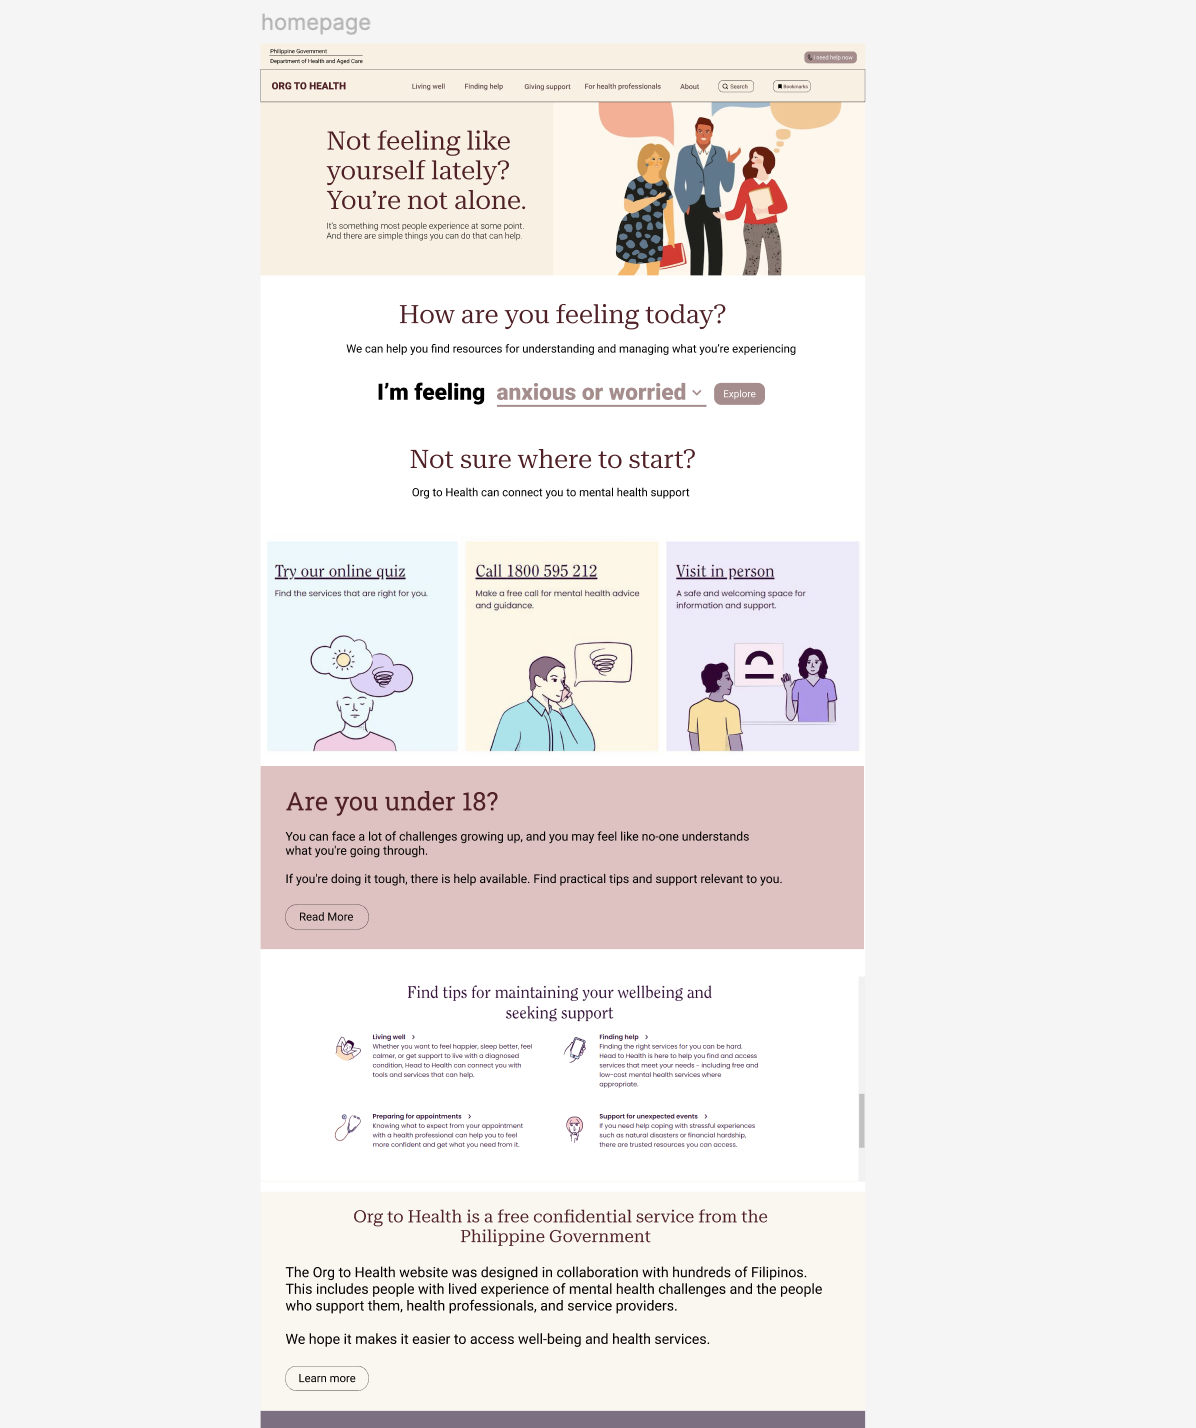 homepage
Philippine Government
Department of Health and Aged Care
I need help now
ORG TO HEALTH
Living well
Finding help
Giving support
For health professionals
About
Search
Bookmarks
Not feeling like
yourself lately?
You're not alone.
It's something most people experience at some point.
And there are simple things you can do that can help.
How are you feeling today?
We can help you find resources for understanding and managing what you're experiencing
I'm feeling anxious or worried
Explore
Not sure where to start?
Org to Health can connect you to mental health support
Try our online quiz
Find the services that are right for you.
Call 1800 595 212
Make a free call for mental health advice
and guidance.
Visit in person
A safe and welcoming space for
information and support.
Are you under 18?
You can face a lot of challenges growing up, and you may feel like no-one understands
what you're going through.
If you're doing it tough, there is help available. Find practical tips and support relevant to you.
Read More
Find tips for maintaining your wellbeing and
seeking support
Living well >
Whether you want to feel happier, sleep better, feel
calmer, or get support to live with a diagnosed
condition, Head to Health can connect you with
tools and services that can help.
Finding help >
Finding the right services for you can be hard.
Head to Health is here to help you find and access
services that meet your needs - including free and
low-cost mental health services where
appropriate.
Preparing for appointments >
Knowing what to expect from your appointment
with a health professional can help you to feel
more confident and get what you need from it.
Support for unexpected events >
If you need help coping with stressful experiences
such as natural disasters or financial hardship,
there are trusted resources you can access.
Org to Health is a free confidential service from the
Philippine Government
The Org to Health website was designed in collaboration with hundreds of Filipinos.
This includes people with lived experience of mental health challenges and the people
who support them, health professionals, and service providers.
We hope it makes it easier to access well-being and health services.
Learn more